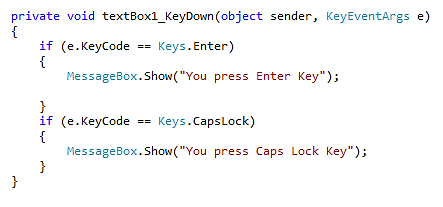 private void textBox1_KeyDown(object sender, KeyEventArgs e)
{
    if (e.KeyCode == Keys.Enter)
    {
        MessageBox.Show("You press Enter Key");

    }
    if (e.KeyCode == Keys.CapsLock)
    {
        MessageBox.Show("You press Caps Lock Key");
    }
}